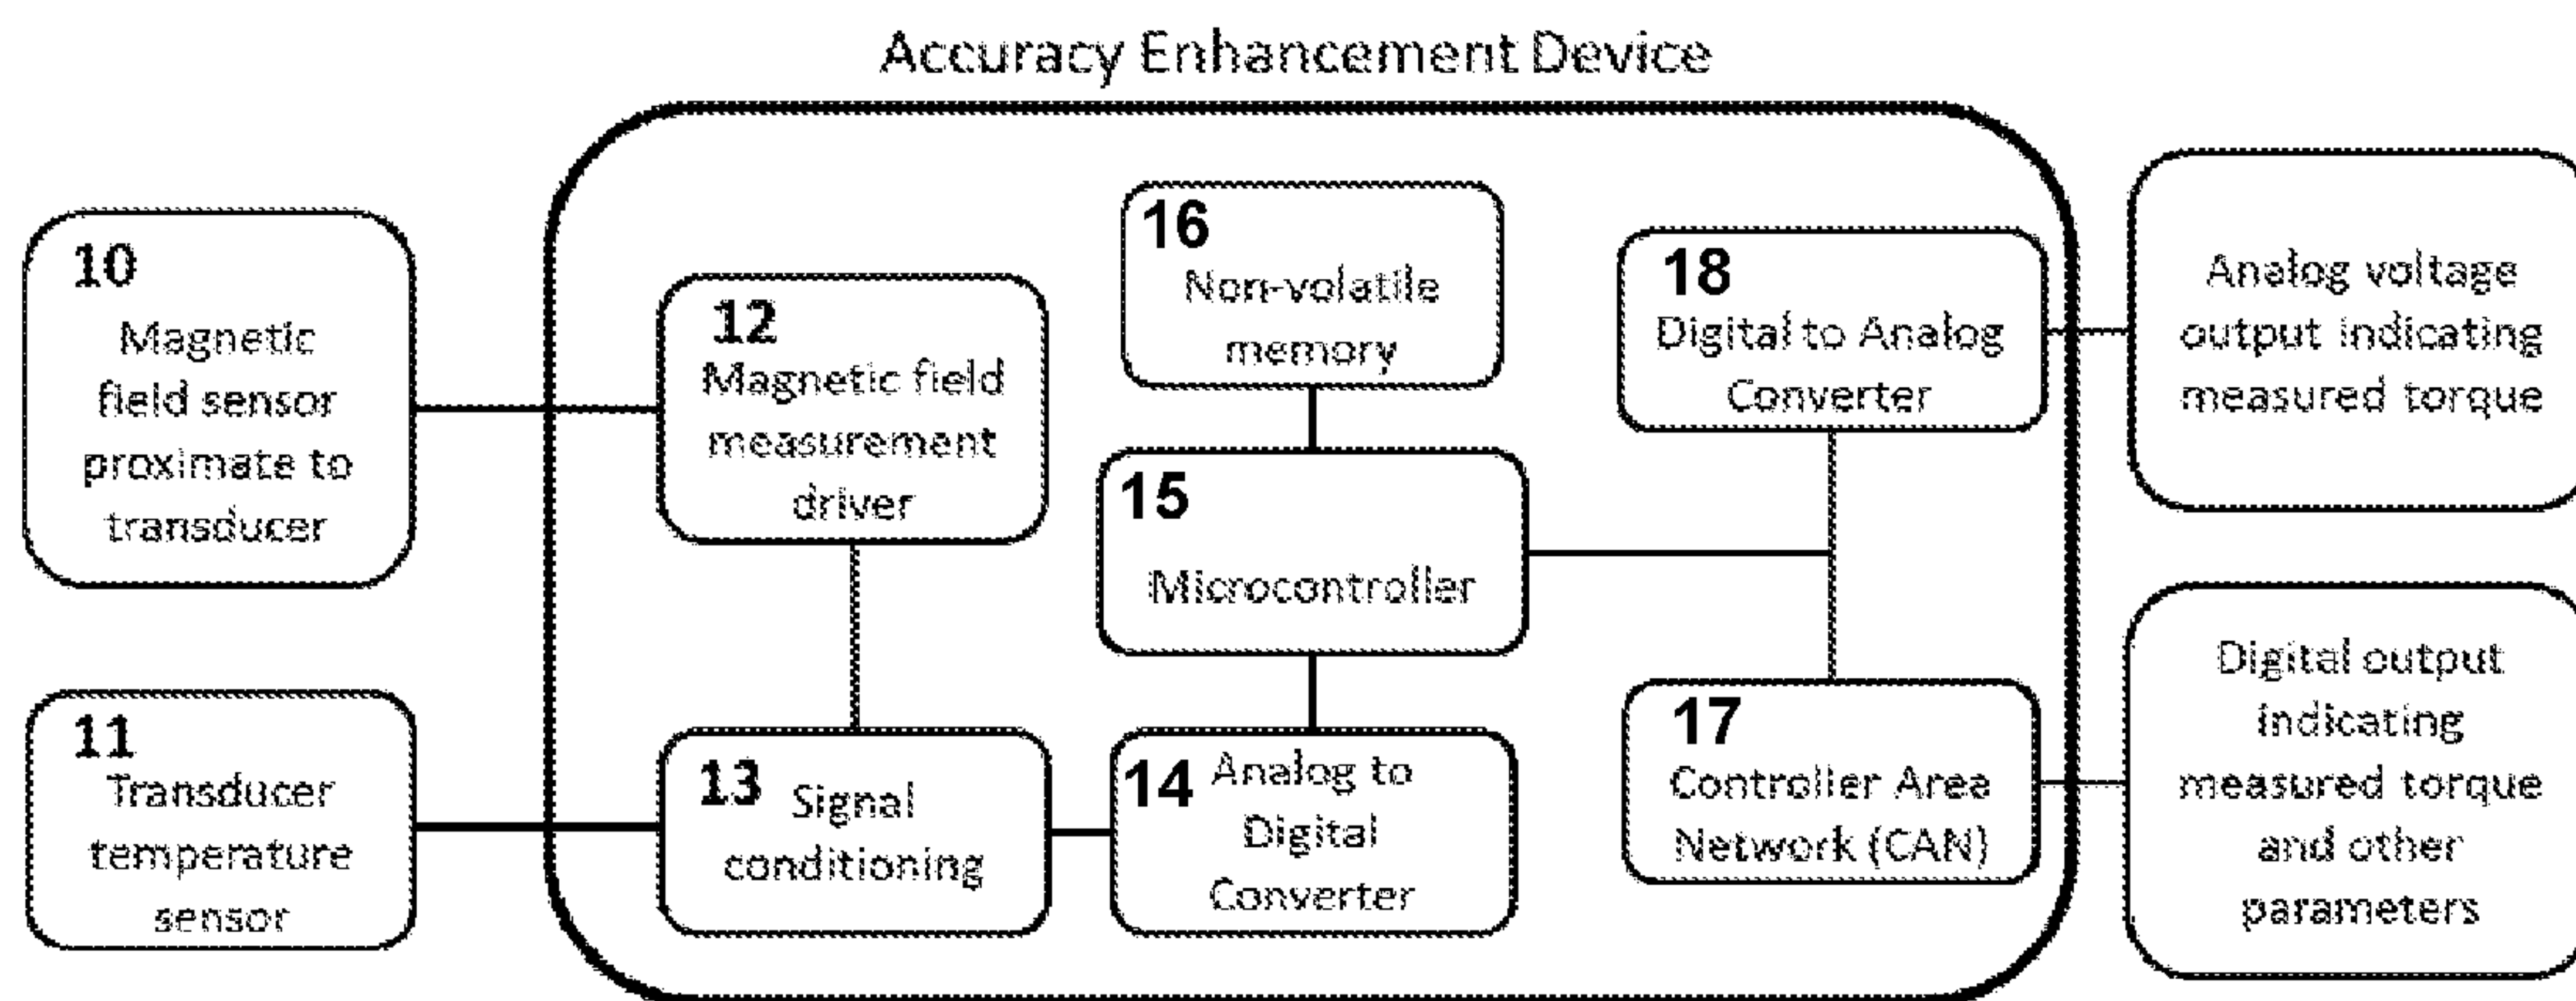 Accuracy Enhancement Device
10
Magnetic
field sensor
proximate to
transducer
11
Transducer
temperature
sensor
12
Magnetic field
measurement
driver
13 Signal
conditioning
16
Non-volatile
memory
15
Microcontroller
14 Analog to
Digital
Converter
18
Digital to Analog
Converter
17
Controller Area
Network (CAN)
Analog voltage
output indicating
measured torque
Digital output
indicating
measured torque
and other
parameters